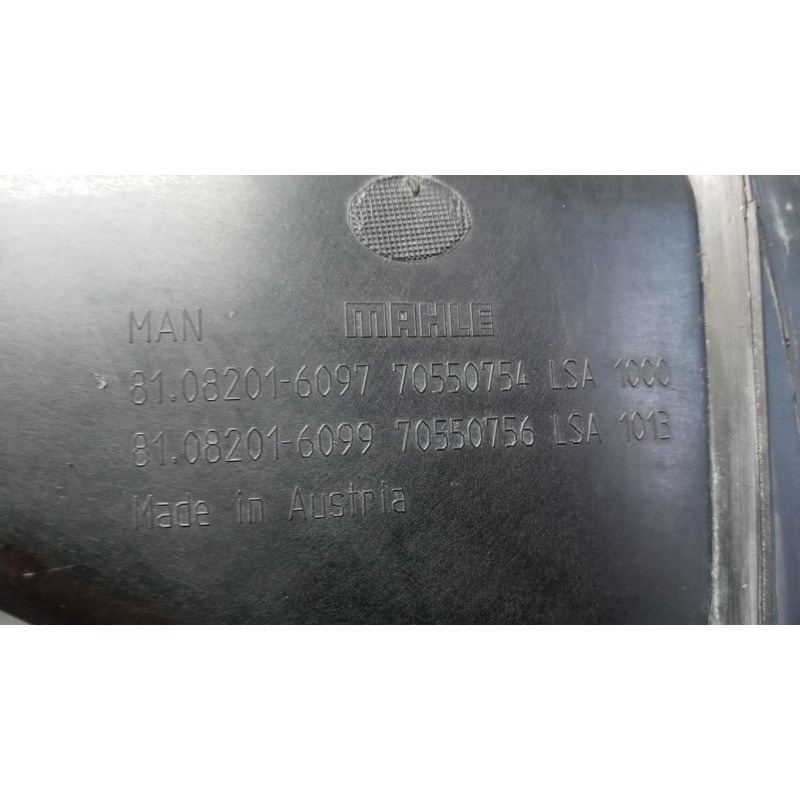 MAN MAHLE
81.08201-6097 70550754 LSA 1000
81.08201-6099 70550756 LSA 1013
Made in Austria